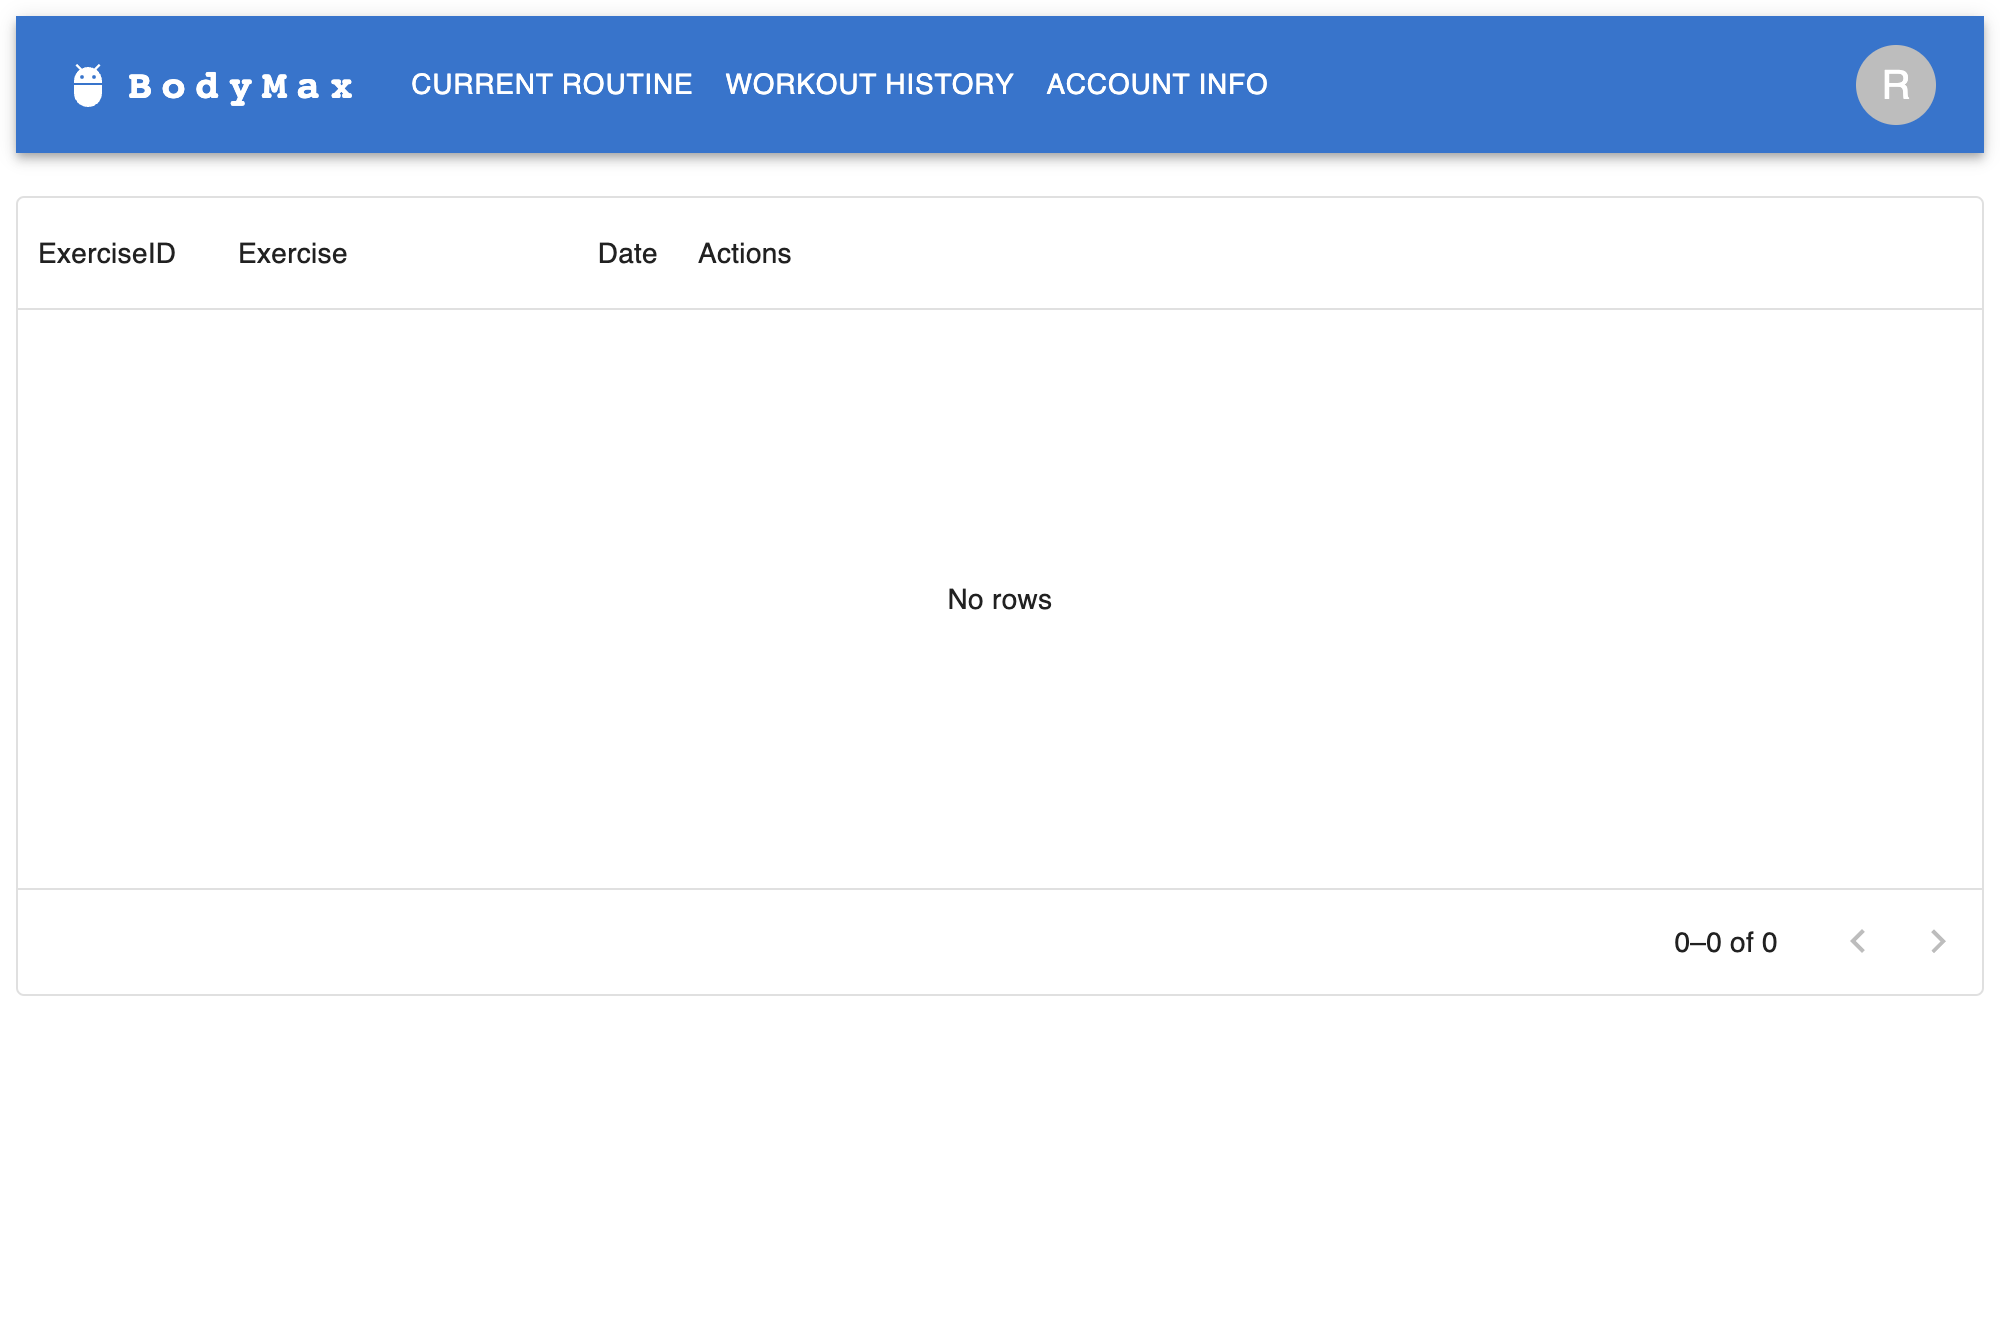 BodyMax CURRENT ROUTINE WORKOUT HISTORY ACCOUNT INFO R
ExerciseID Exercise Date Actions
No rows
0–0 of 0